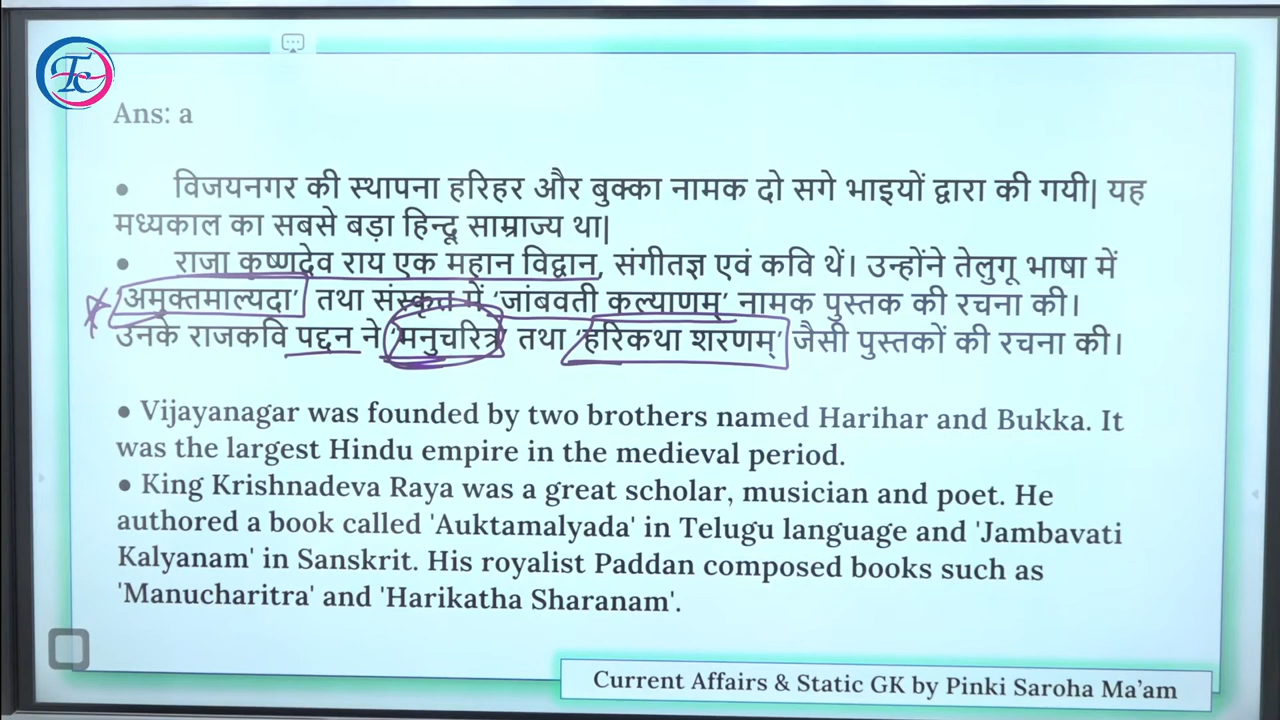 Tc
Ans: a
● विजयनगर की स्थापना हरिहर और बुक्का नामक दो सगे भाइयों द्वारा की गयी| यह
मध्यकाल का सबसे बड़ा हिन्दू साम्राज्य था|
● राजा कृष्णदेव राय एक महान विद्वान, संगीतज्ञ एवं कवि थें। उन्होंने तेलुगू भाषा में
अमुक्तमाल्यदा’ तथा संस्कृत में ‘जांबवती कल्याणम्’ नामक पुस्तक की रचना की।
उनके राजकवि पद्दन ने ‘मनुचरित्र’ तथा ‘हरिकथा शरणम्’ जैसी पुस्तकों की रचना की।
● Vijayanagar was founded by two brothers named Harihar and Bukka. It
was the largest Hindu empire in the medieval period.
● King Krishnadeva Raya was a great scholar, musician and poet. He
authored a book called 'Auktamalyada' in Telugu language and 'Jambavati
Kalyanam' in Sanskrit. His royalist Paddan composed books such as
'Manucharitra' and 'Harikatha Sharanam'.
Current Affairs & Static GK by Pinki Saroha Ma’am